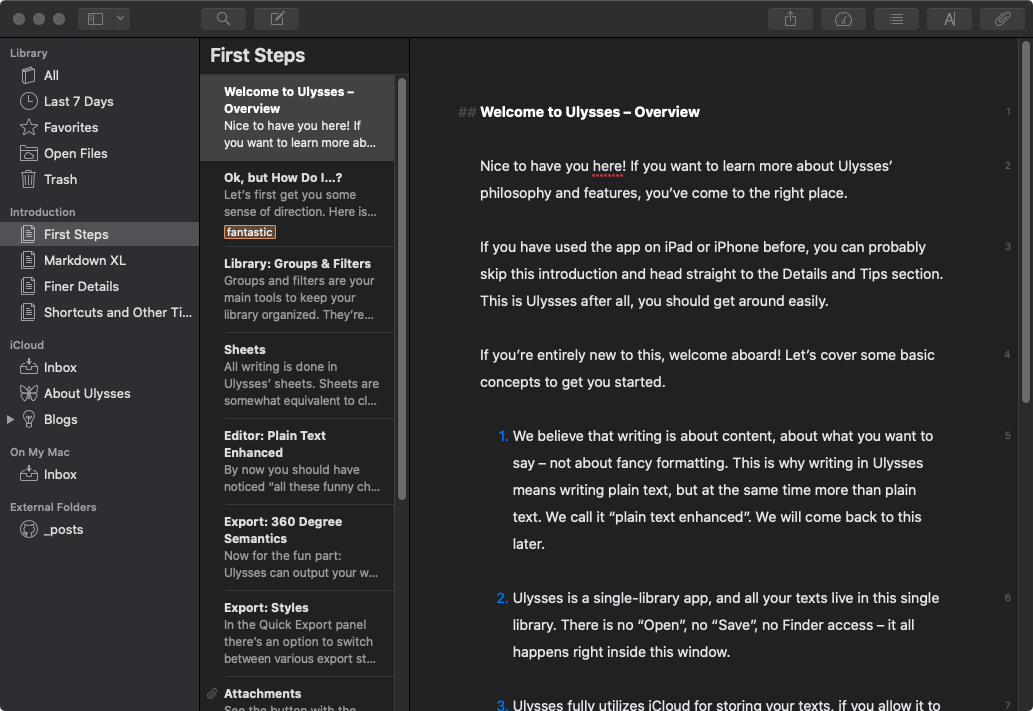 Library
All
Last 7 Days
Favorites
Open Files
Trash
Introduction
First Steps
Markdown XL
Finer Details
Shortcuts and Other Ti...
iCloud
Inbox
About Ulysses
Blogs
On My Mac
Inbox
External Folders
_posts
First Steps
Welcome to Ulysses –
Overview
Nice to have you here! If
you want to learn more ab...
Ok, but How Do I...?
Let's first get you some
sense of direction. Here is...
fantastic
Library: Groups & Filters
Groups and filters are your
main tools to keep your
library organized. They're...
Sheets
All writing is done in
Ulysses' sheets. Sheets are
somewhat equivalent to cl...
Editor: Plain Text
Enhanced
By now you should have
noticed “all these funny ch...
Export: 360 Degree
Semantics
Now for the fun part:
Ulysses can output your w...
Export: Styles
In the Quick Export panel
there's an option to switch
between various export st...
Attachments
See the button with the
A
## Welcome to Ulysses – Overview 1
Nice to have you here! If you want to learn more about Ulysses’ 2
philosophy and features, you’ve come to the right place.
If you have used the app on iPad or iPhone before, you can probably 3
skip this introduction and head straight to the Details and Tips section.
This is Ulysses after all, you should get around easily.
If you’re entirely new to this, welcome aboard! Let’s cover some basic 4
concepts to get you started.
1. We believe that writing is about content, about what you want to 5
say – not about fancy formatting. This is why writing in Ulysses
means writing plain text, but at the same time more than plain
text. We call it “plain text enhanced”. We will come back to this
later.
2. Ulysses is a single-library app, and all your texts live in this single 6
library. There is no “Open”, no “Save”, no Finder access – it all
happens right inside this window.
3. Ulysses fully utilizes iCloud for storing your texts, if you allow it to 7